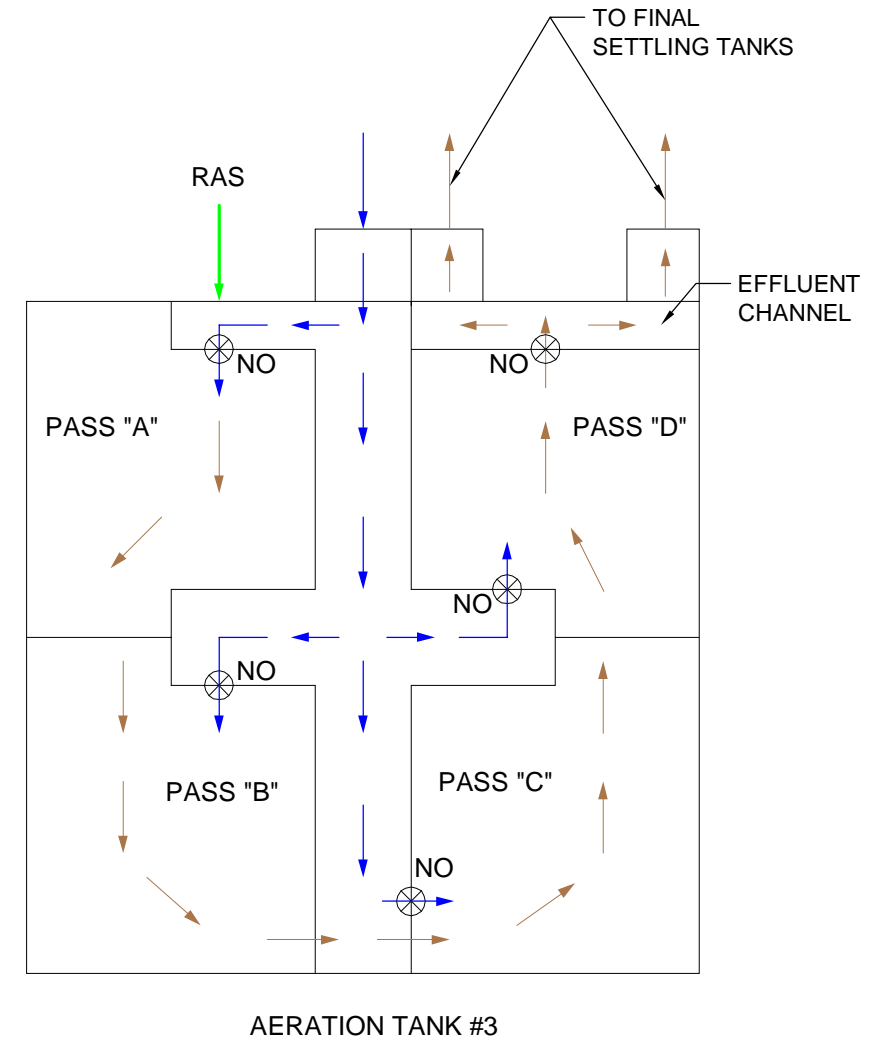 TO FINAL
SETTLING TANKS
RAS
EFFLUENT
CHANNEL
NO
NO
PASS "A"
PASS "D"
NO
NO
PASS "B"
PASS "C"
NO
AERATION TANK #3